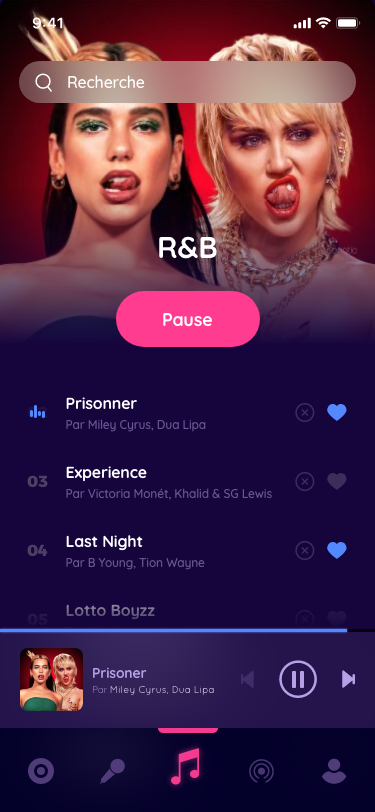 9:41
Recherche
R&B
Pause
Prisonner
Par Miley Cyrus, Dua Lipa
03
Experience
Par Victoria Monét, Khalid & SG Lewis
04
Last Night
Par B Young, Tion Wayne
05
Lotto Boyzz
Prisoner
Par Miley Cyrus, Dua Lipa